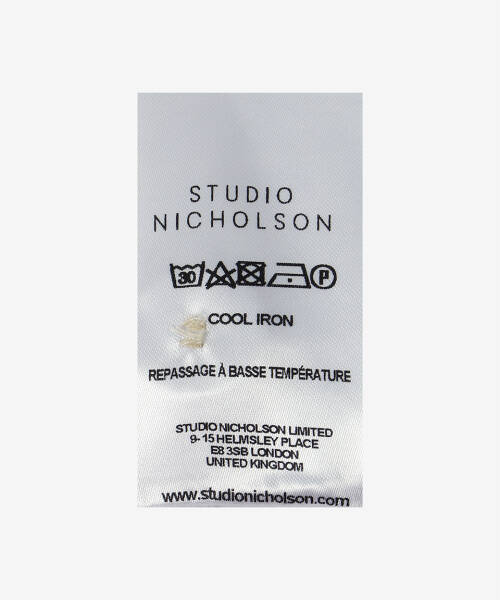 STUDIO
NICHOLSON
30 P
COOL IRON
REPASSAGE À BASSE TEMPÉRATURE
STUDIO NICHOLSON LIMITED
9-15 HELMSLEY PLACE
E8 3SB LONDON
UNITED KINGDOM
www.studionicholson.com